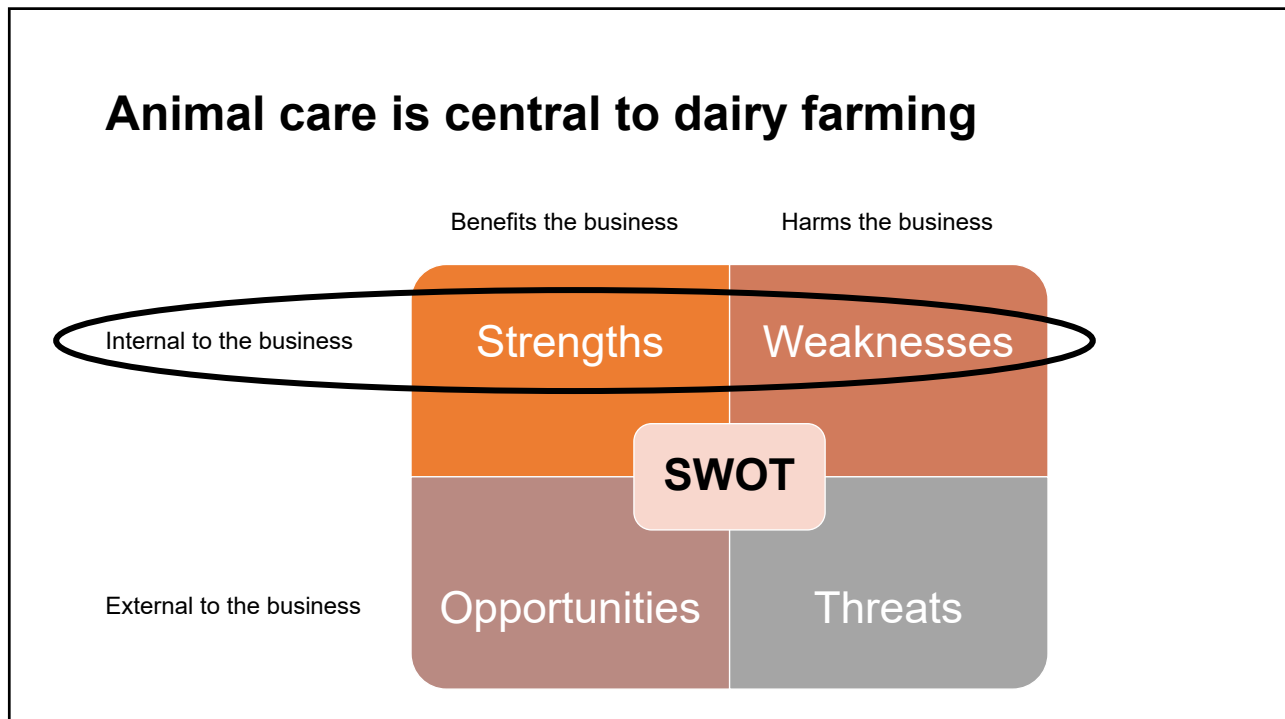 Animal care is central to dairy farming
Benefits the business
Harms the business
Internal to the business
Strengths
Weaknesses
SWOT
External to the business
Opportunities
Threats